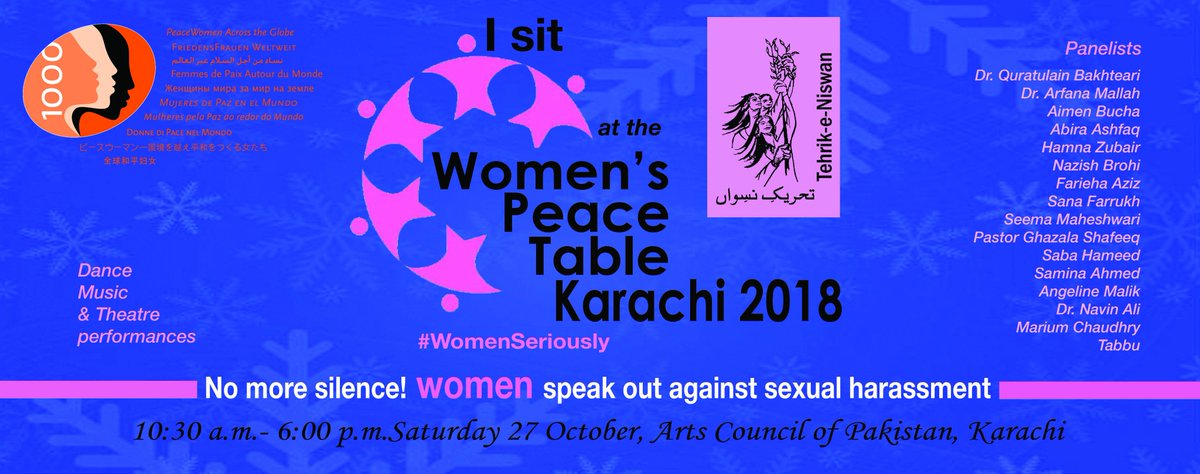 1000
PeaceWomen Across the Globe
FriedensFrauen Weltweit
نساء من أجل السلام عبر العالم
Femmes de Paix Autour du Monde
Женщины мира за мир на земле
Mujeres de Paz en el Mundo
Mulheres pela Paz ao redor do Mundo
Donne di Pace nel Mondo
ピースウーマン一国境を越え平和をつくる女たち
全球和平妇女
I sit
at the
Women's
Peace
Table
Karachi 2018
#WomenSeriously
Tehrik-e-Niswan
تحریکِ نسواں
Panelists
Dr. Quratulain Bakhteari
Dr. Arfana Mallah
Aimen Bucha
Abira Ashfaq
Hamna Zubair
Nazish Brohi
Farieha Aziz
Sana Farrukh
Seema Maheshwari
Pastor Ghazala Shafeeq
Saba Hameed
Samina Ahmed
Angeline Malik
Dr. Navin Ali
Marium Chaudhry
Tabbu
Dance
Music
& Theatre
performances
No more silence! women speak out against sexual harassment
10:30 a.m.- 6:00 p.m.Saturday 27 October, Arts Council of Pakistan, Karachi